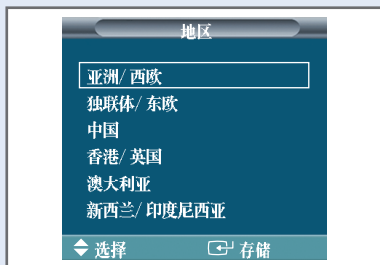 地区
亚洲/ 西欧
独联体/ 东欧
中国
香港/ 英国
澳大利亚
新西兰/ 印度尼西亚
选择 存储